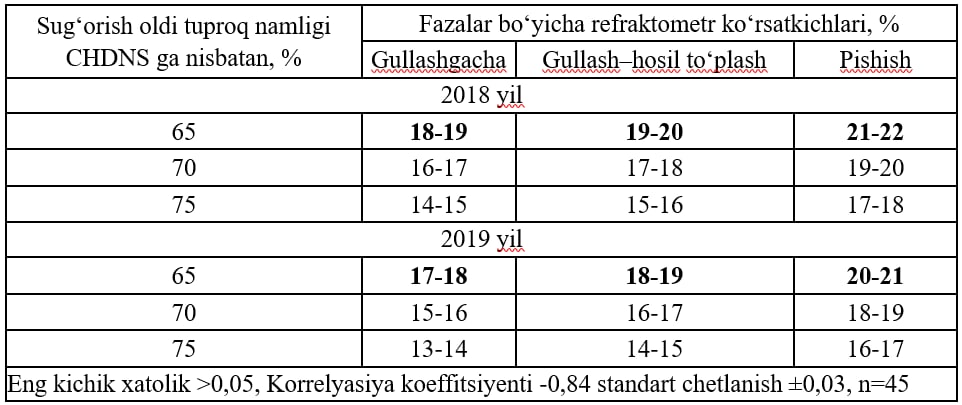 Sug‘orish oldi tuproq namligi CHDNS ga nisbatan, % | Fazalar bo‘yicha refraktometr ko‘rsatkichlari, %
Gullashgacha | Gullash–hosil to‘plash | Pishish
2018 yil
65 | 18-19 | 19-20 | 21-22
70 | 16-17 | 17-18 | 19-20
75 | 14-15 | 15-16 | 17-18
2019 yil
65 | 17-18 | 18-19 | 20-21
70 | 15-16 | 16-17 | 18-19
75 | 13-14 | 14-15 | 16-17
Eng kichik xatolik >0,05, Korrelyasiya koeffitsiyenti -0,84 standart chetlanish ±0,03, n=45